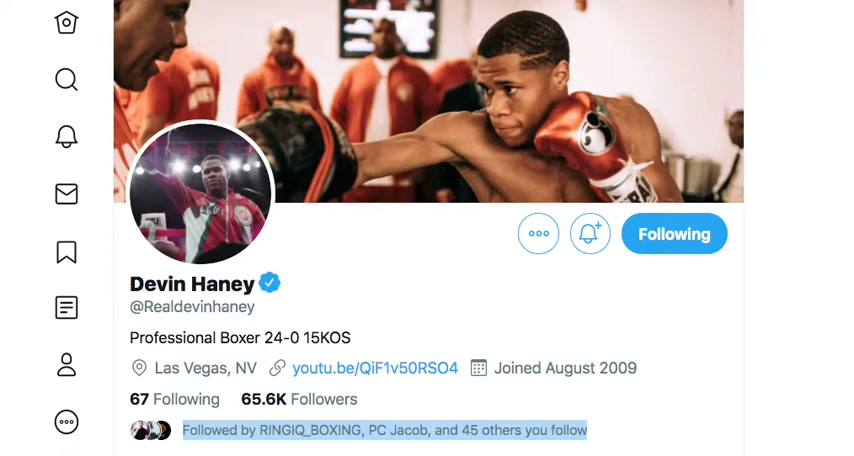 Following
Devin Haney
@Realdevinhaney
Professional Boxer 24-0 15KOS
Las Vegas, NV youtu.be/QiF1v50RSO4 Joined August 2009
67 Following 65.6K Followers
Followed by RINGIQ_BOXING, PC Jacob, and 45 others you follow